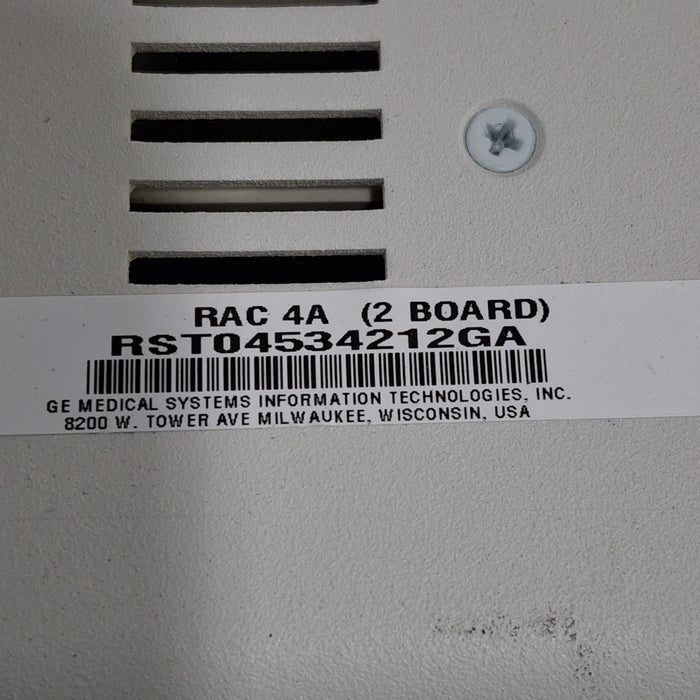 RAC 4A (2 BOARD)
RST04534212GA
GE MEDICAL SYSTEMS INFORMATION TECHNOLOGIES, INC.
8200 W. TOWER AVE MILWAUKEE, WISCONSIN, USA